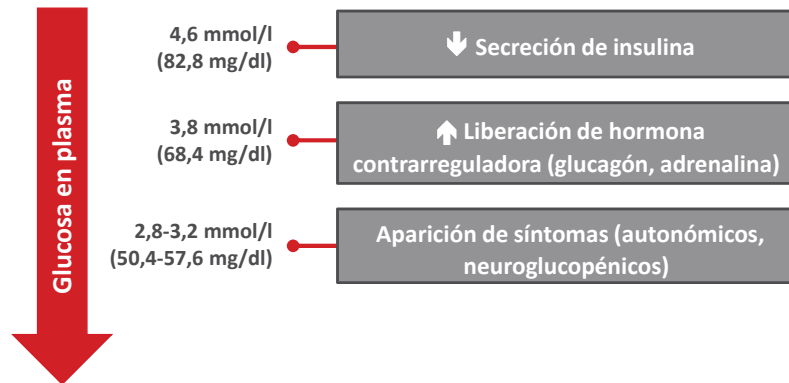 Glucosa en plasma
4,6 mmol/l
(82,8 mg/dl)
Secreción de insulina
3,8 mmol/l
(68,4 mg/dl)
Liberación de hormona
contrarreguladora (glucagón, adrenalina)
2,8-3,2 mmol/l
(50,4-57,6 mg/dl)
Aparición de síntomas (autonómicos,
neuroglucopénicos)